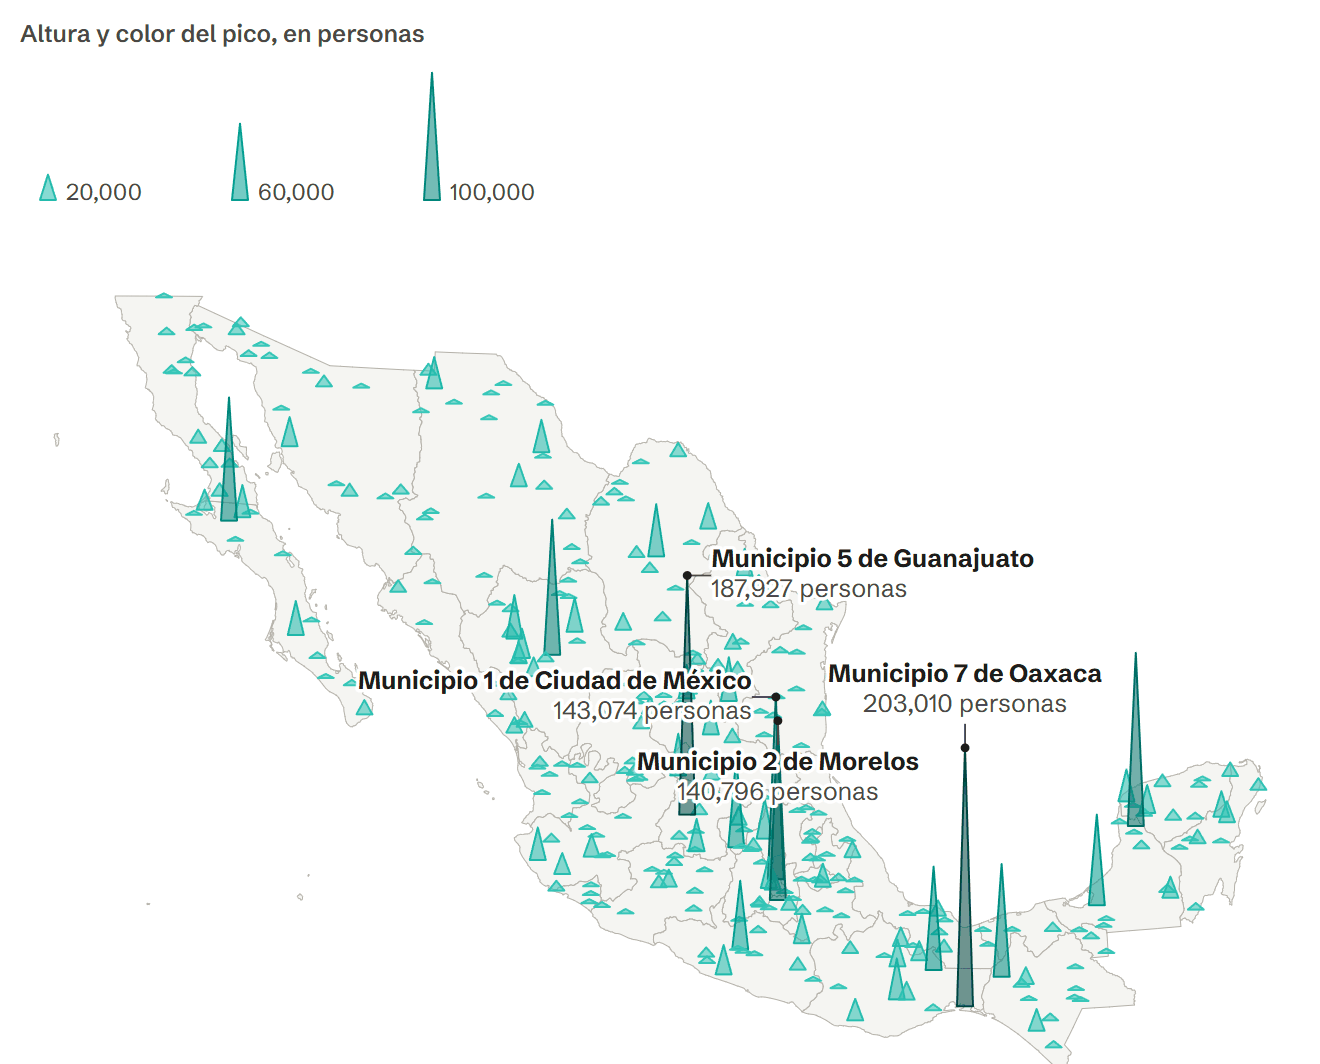 Altura y color del pico, en personas
20,000
60,000
100,000
Municipio 5 de Guanajuato
187,927 personas
Municipio 7 de Oaxaca
203,010 personas
Municipio 1 de Ciudad de México
143,074 personas
Municipio 2 de Morelos
140,796 personas